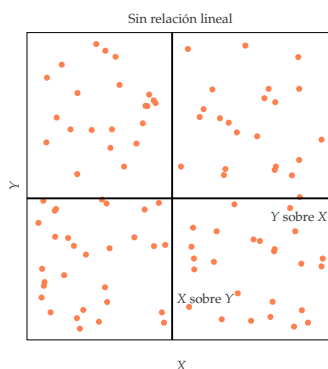 Sin relación lineal
Y
Y sobre X
X sobre Y
X